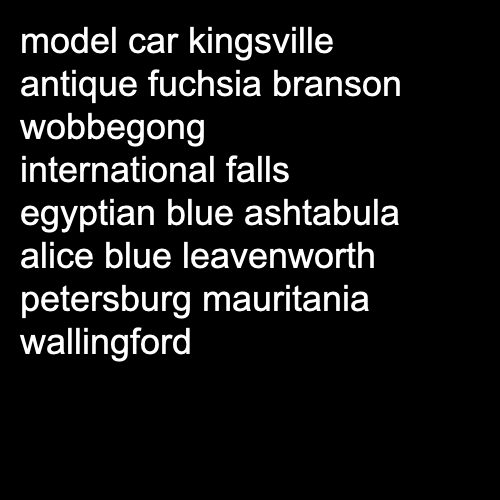 model car kingsville
antique fuchsia branson
wobbegong
international falls
egyptian blue ashtabula
alice blue leavenworth
petersburg mauritania
wallingford